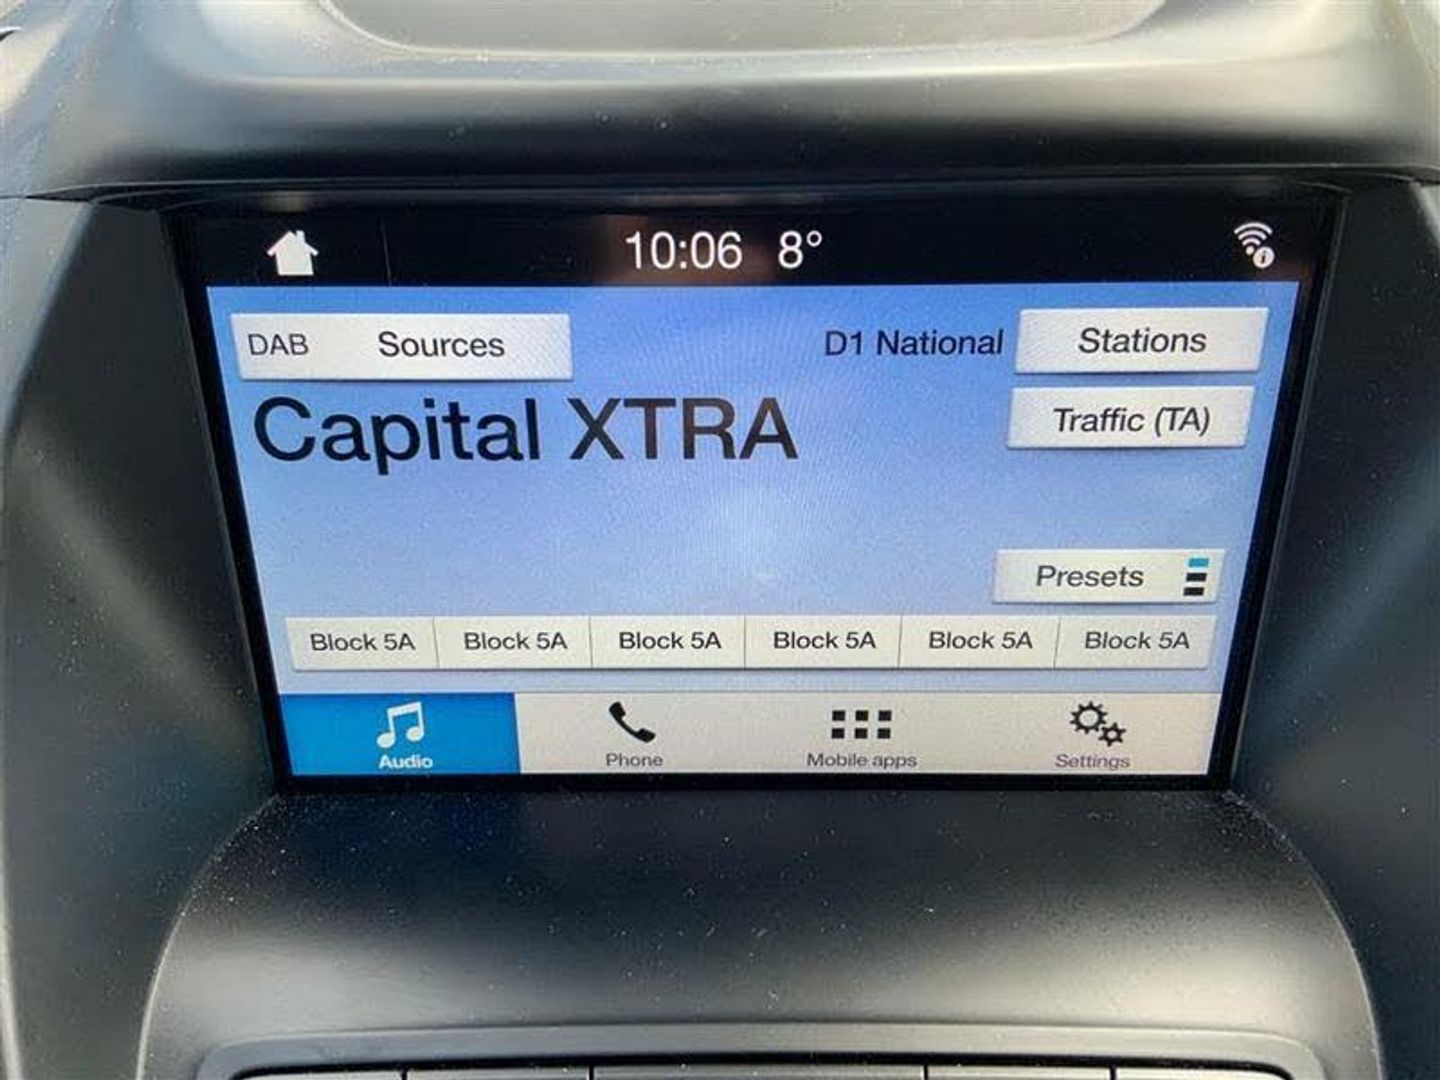 10:06 8°
DAB Sources
D1 National Stations
Capital XTRA
Traffic (TA)
Presets
Block 5A Block 5A Block 5A Block 5A Block 5A Block 5A
Audio Phone Mobile apps Settings